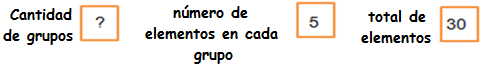 Cantidad
de grupos
?
número de
elementos en cada
grupo
5
total de
elementos
30